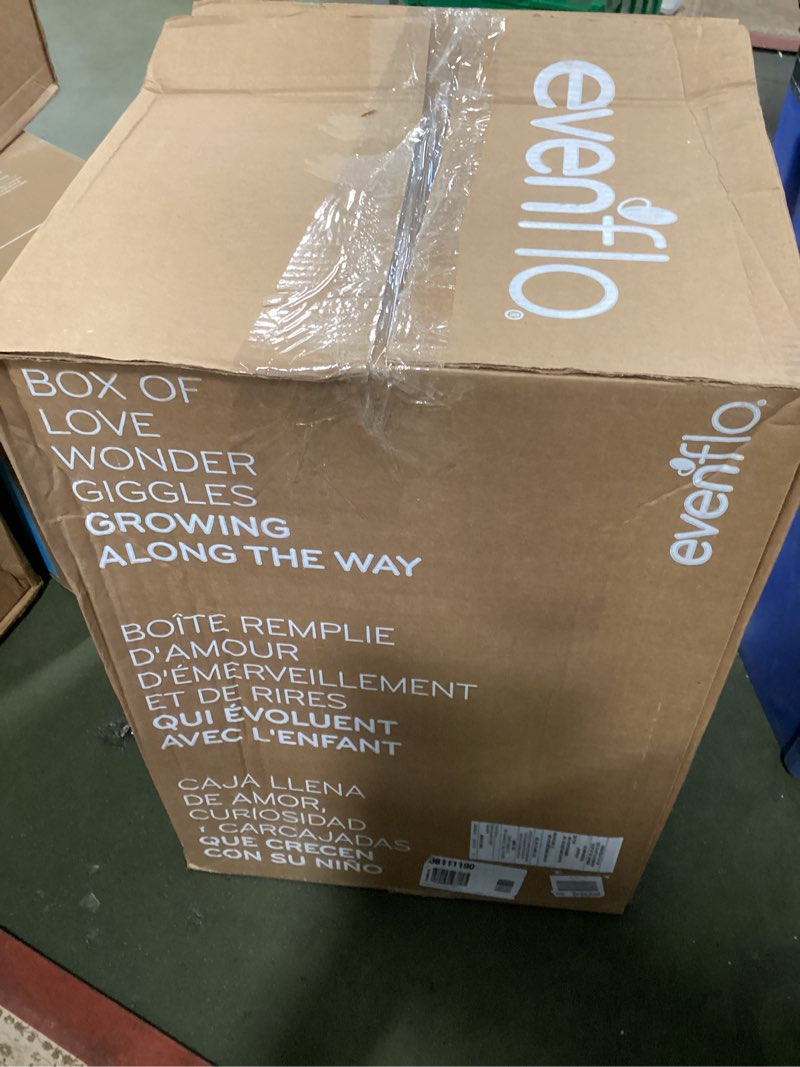 evenflo®
evenflo®
BOX OF
LOVE
WONDER
GIGGLES
GROWING
ALONG THE WAY
BOÎTE REMPLIE
D'AMOUR
D'ÉMERVEILLEMENT
ET DE RIRES
QUI ÉVOLUENT
AVEC L'ENFANT
CAJA LLENA
DE AMOR,
CURIOSIDAD
Y CARCAJADAS
QUE CRECEN
CON SU NIÑO